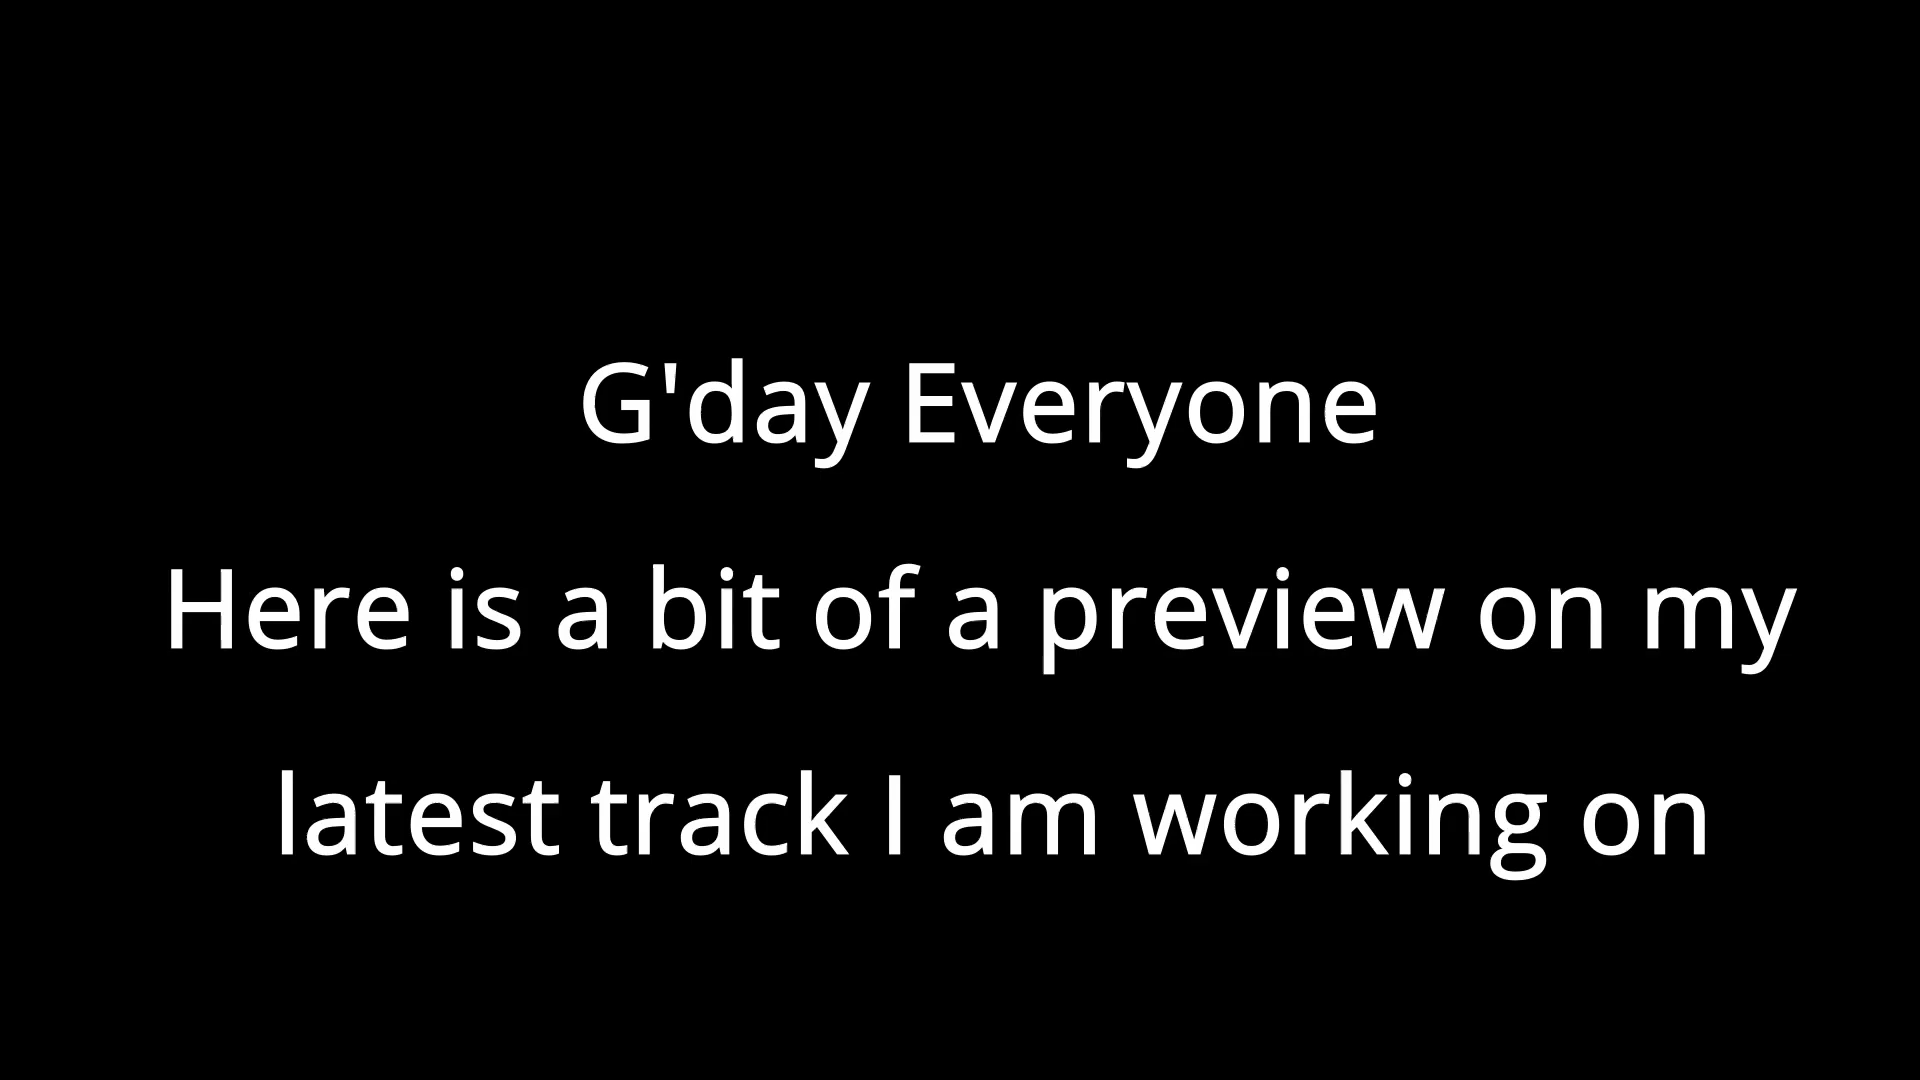 G'day Everyone
Here is a bit of a preview on my
latest track I am working on